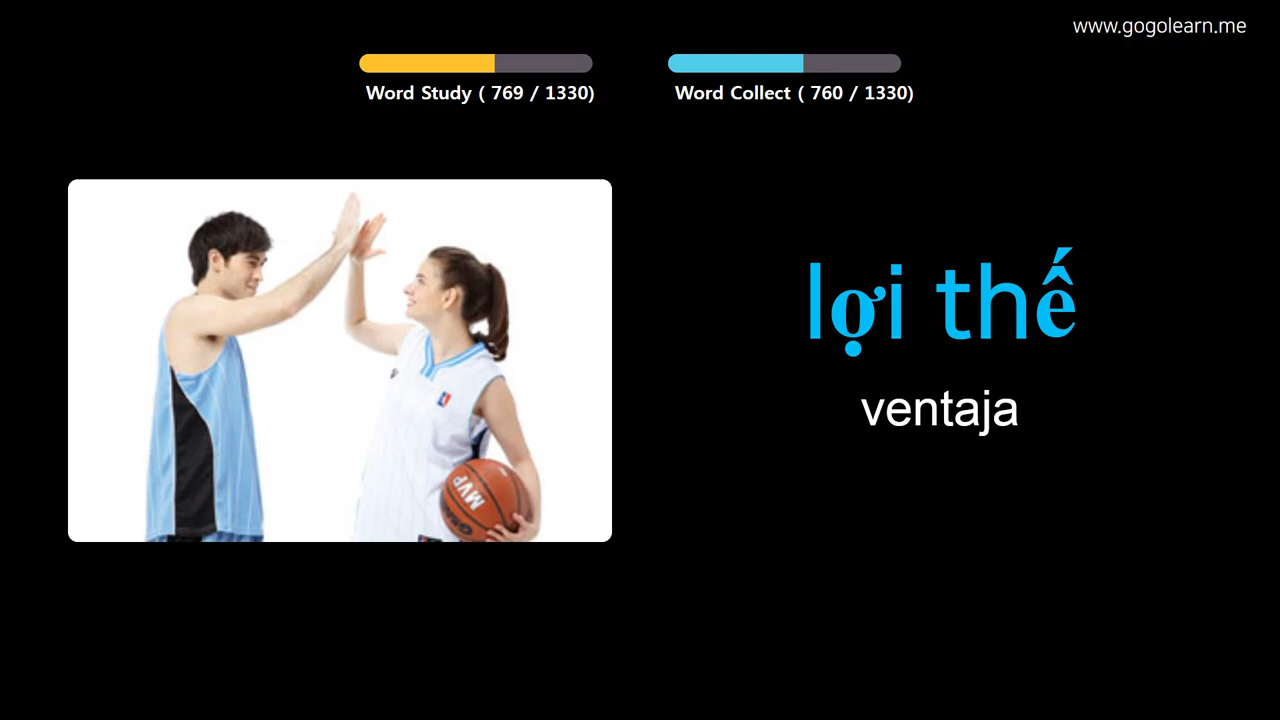 www.gogolearn.me
Word Study ( 769 / 1330)
Word Collect ( 760 / 1330)
lợi thế
ventaja
MVP